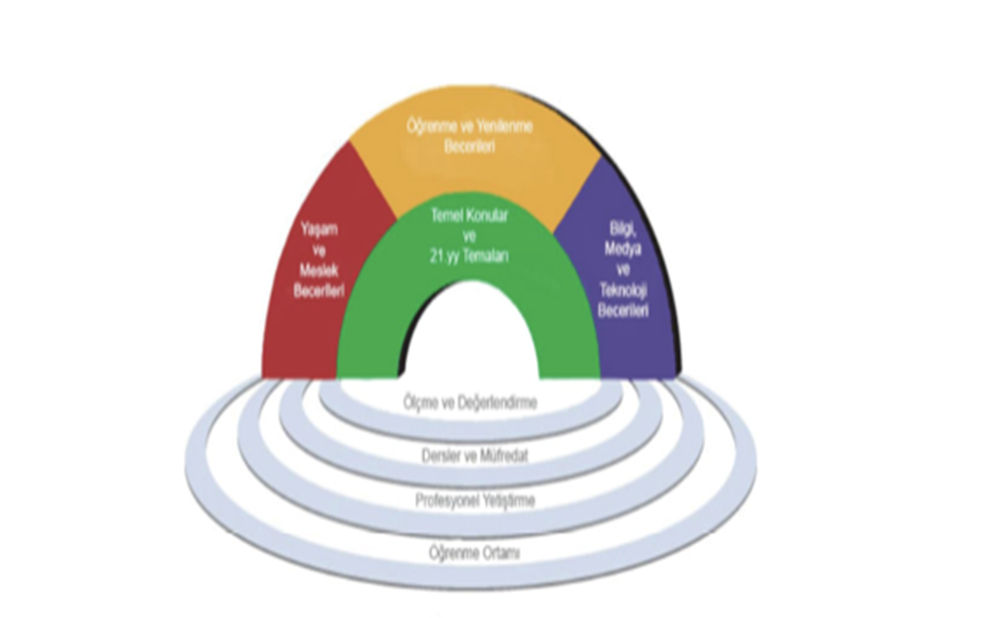 Öğrenme ve Yenilenme
Becerileri
Temel Konular
ve
21.yy Temaları
Yaşam
ve
Meslek
Becerileri
Bilgi,
Medya
ve
Teknoloji
Becerileri
Ölçme ve Değerlendirme
Dersler ve Müfredat
Profesyonel Yetiştirme
Öğrenme Ortamı